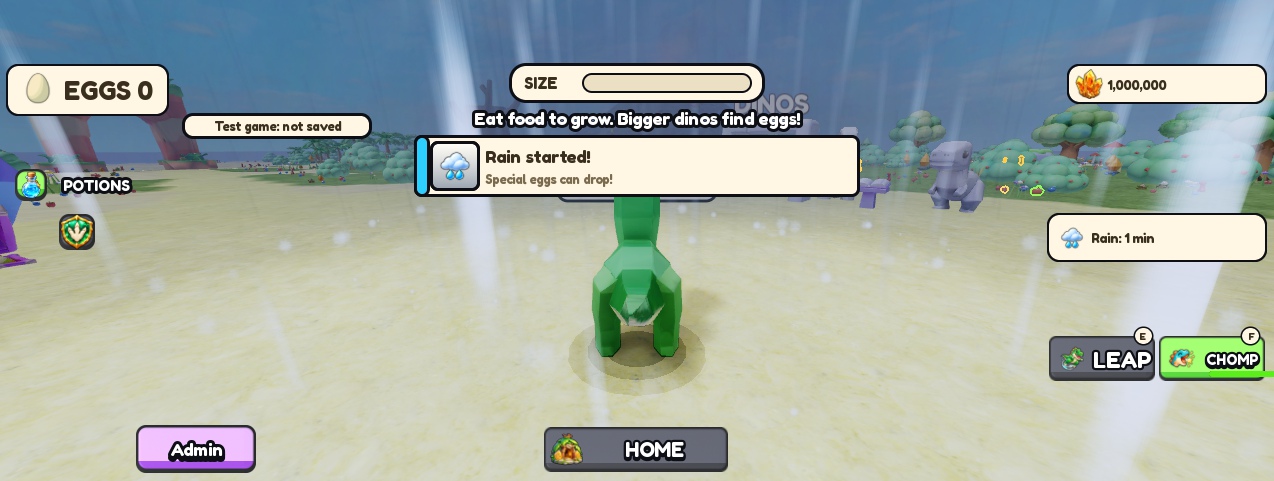 EGGS 0
SIZE
1,000,000
DINOS
Eat food to grow. Bigger dinos find eggs!
Test game: not saved
Rain started!
Special eggs can drop!
POTIONS
Rain: 1 min
E
F
LEAP
CHOMP
Admin
HOME